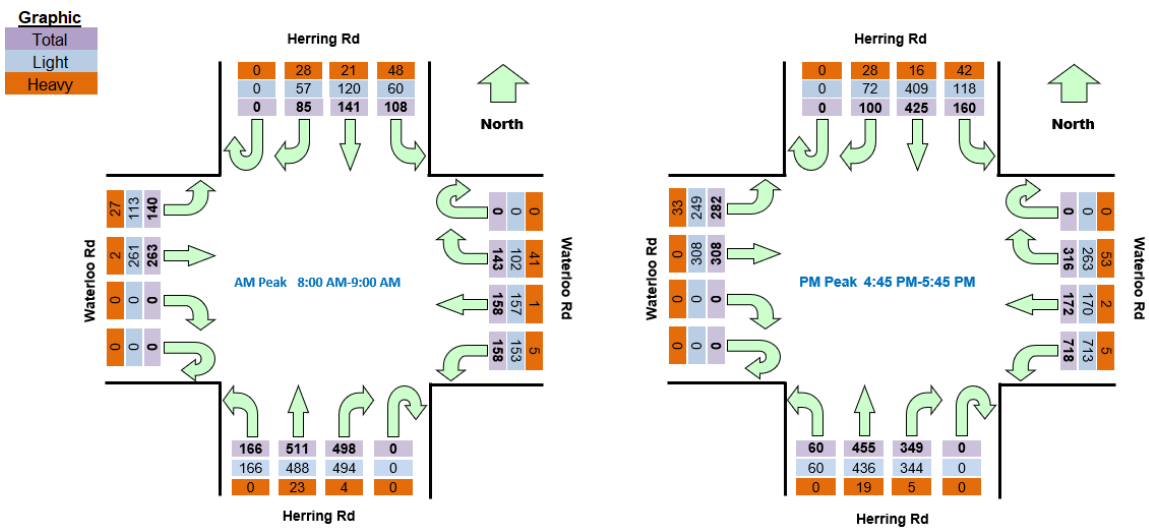 Graphic
Total
Light
Heavy
Herring Rd
0 28 21 48
0 57 120 60
0 85 141 108
North
27 113 140
2 261 263
0 0 0
0 0 0
Waterloo Rd
AM Peak 8:00 AM-9:00 AM
0 0 0
143 102 41
158 157 1
158 153 5
Waterloo Rd
166 511 498 0
166 488 494 0
0 23 4 0
Herring Rd
Herring Rd
0 28 16 42
0 72 409 118
0 100 425 160
North
33 249 282
0 308 308
0 0 0
0 0 0
Waterloo Rd
PM Peak 4:45 PM-5:45 PM
0 0 0
316 263 53
172 170 2
718 713 5
Waterloo Rd
60 455 349 0
60 436 344 0
0 19 5 0
Herring Rd